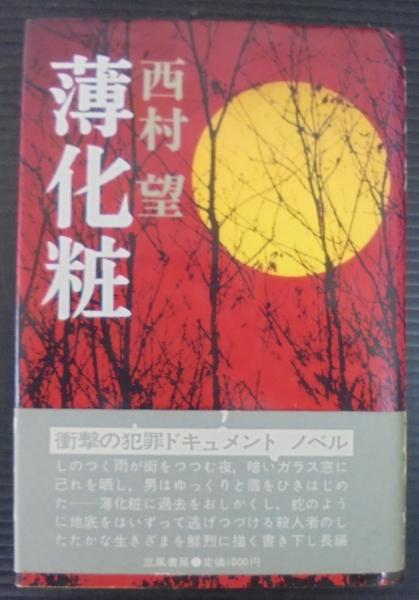 薄化粧
西村 望
衝撃の犯罪ドキュメント ノベル
しのつく雨が街をつつむ夜，暗いガラス窓に
己れを晒し，男はゆっくりと眉をひきはじめ
た──薄化粧に過去をおしかくし，蛇のよう
に地底をはいずって逃げつづける殺人者のし
たたかな生きざまを鮮烈に描く書き下し長編
立風書房●定価1000円